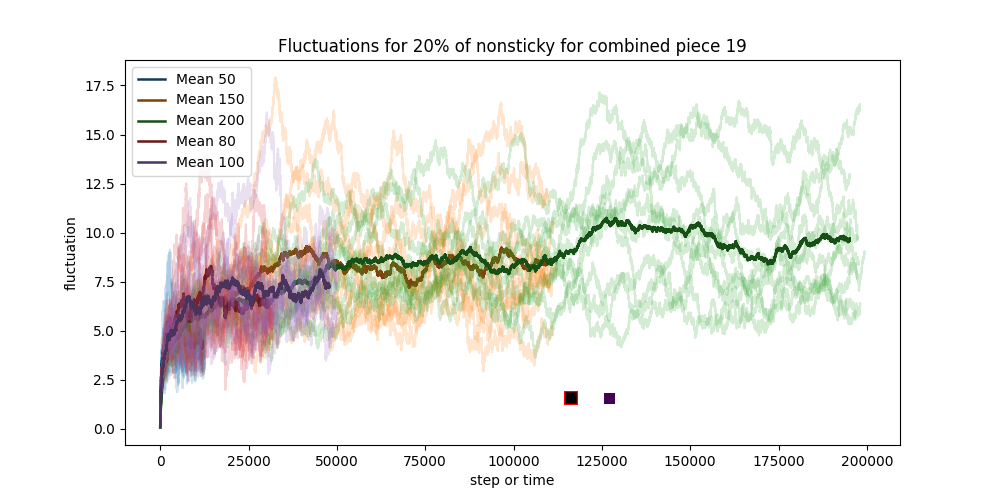 Fluctuations for 20% of nonsticky for combined piece 19
Mean 50
Mean 150
Mean 200
Mean 80
Mean 100
17.5
15.0
12.5
10.0
7.5
5.0
2.5
0.0
fluctuation
0 25000 50000 75000 100000 125000 150000 175000 200000
step or time